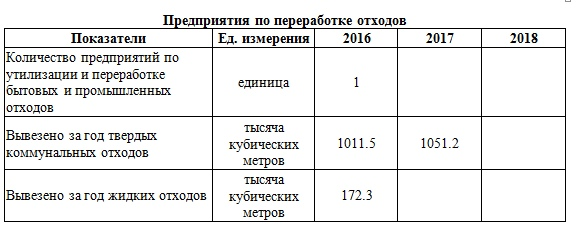 Предприятия по переработке отходов
Показатели Ед. измерения 2016 2017 2018
Количество предприятий по
утилизации и переработке
бытовых и промышленных
отходов
единица 1
Вывезено за год твердых
коммунальных отходов
тысяча
кубических
метров
1011.5 1051.2
Вывезено за год жидких отходов
тысяча
кубических
метров
172.3